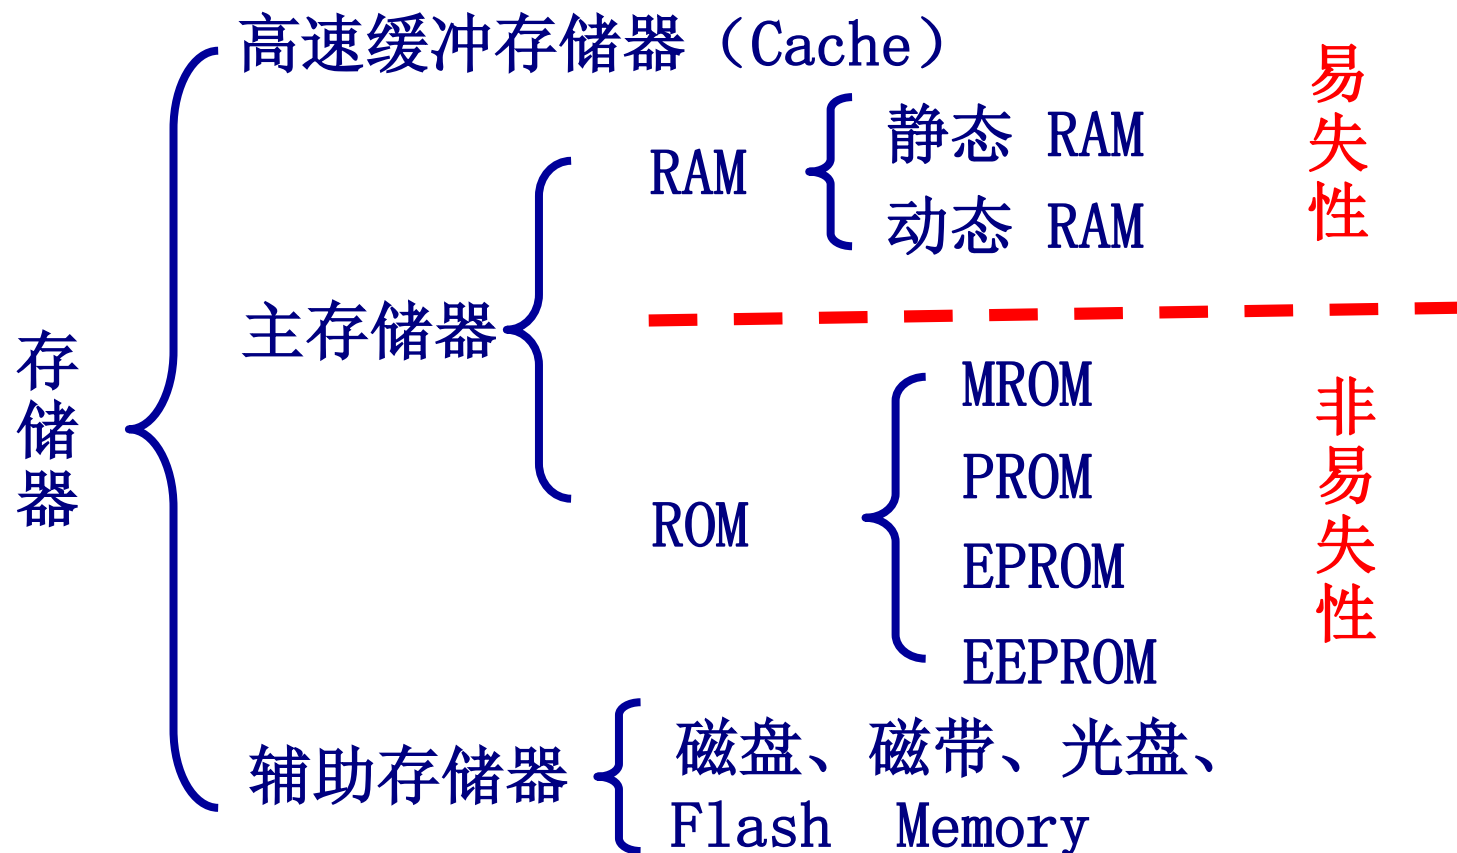 高速缓冲存储器（Cache）
静态 RAM
RAM
动态 RAM
易失性
主存储器
存储器
MROM
PROM
ROM
EPROM
EEPROM
非易失性
辅助存储器
磁盘、磁带、光盘、
Flash Memory